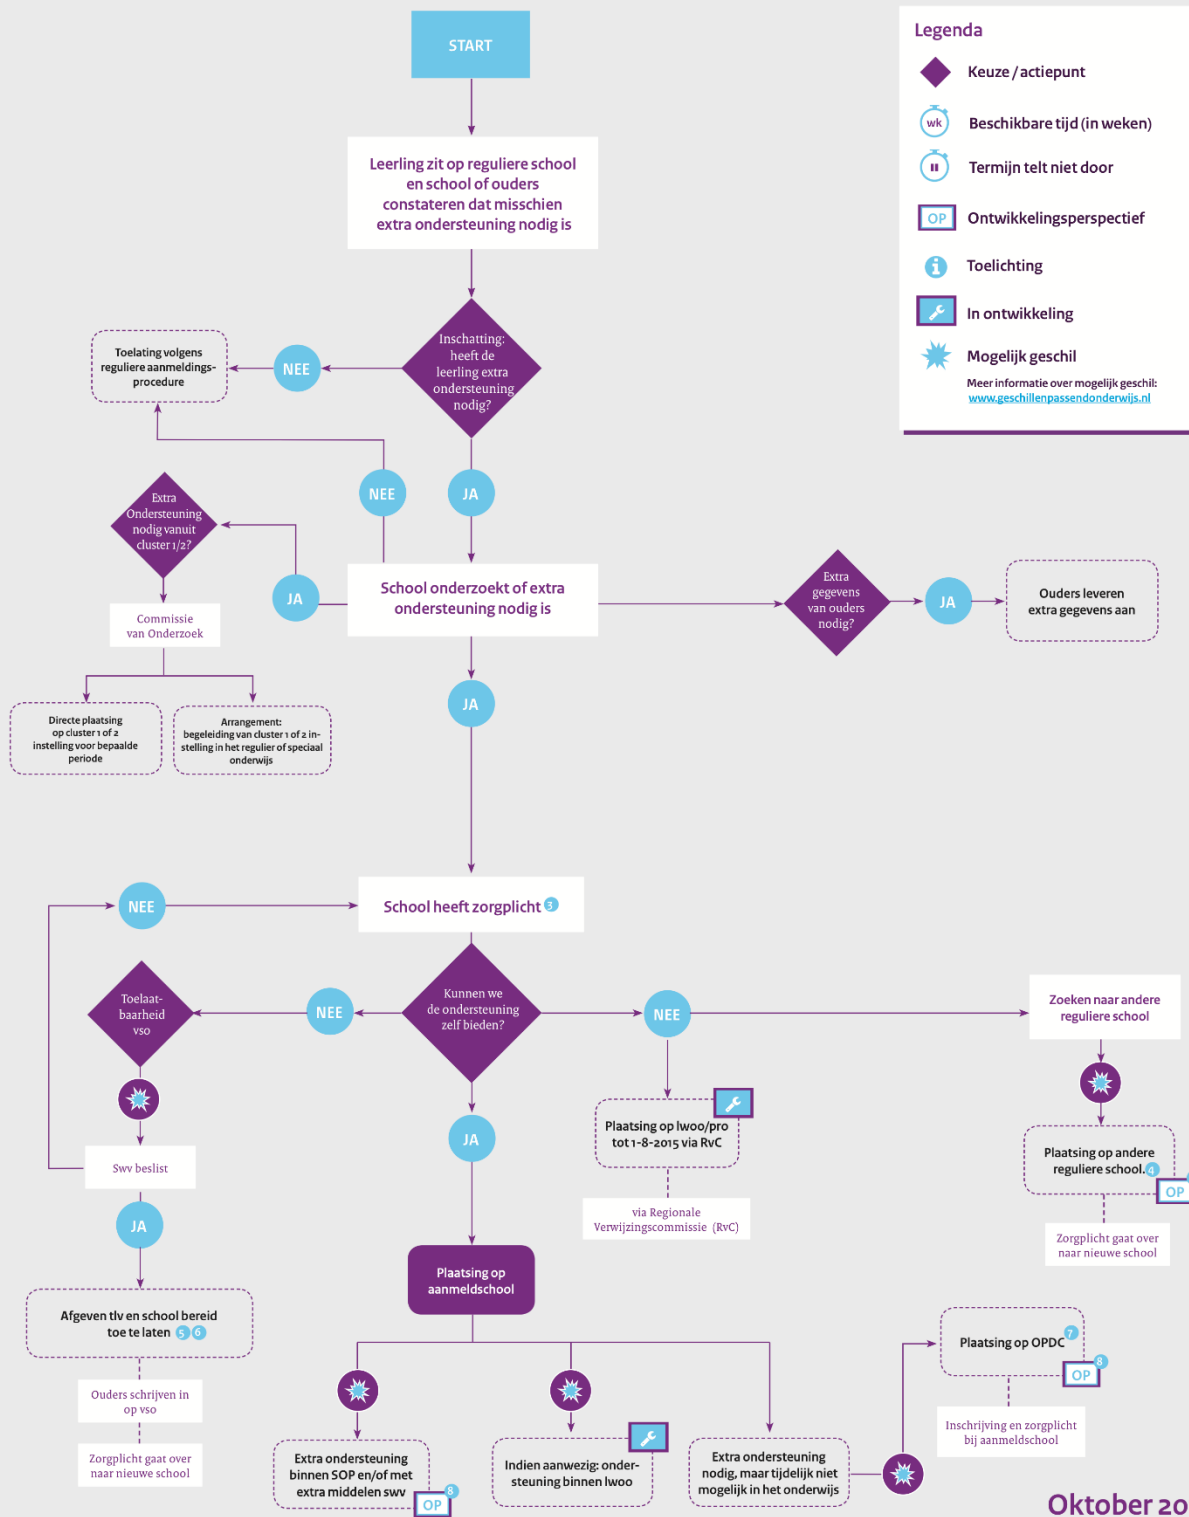 START
Legenda
Keuze / actiepunt
wk
Beschikbare tijd (in weken)
Termijn telt niet door
OP
Ontwikkelingsperspectief
Toelichting
In ontwikkeling
Mogelijk geschil
Meer informatie over mogelijk geschil:
www.geschillenpassendonderwijs.nl
Leerling zit op reguliere school
en school of ouders
constateren dat misschien
extra ondersteuning nodig is
Inschatting:
heeft de
leerling extra
ondersteuning
nodig?
NEE
Toelating volgens
reguliere aanmeldings-
procedure
NEE
JA
Extra
Ondersteuning
nodig vanuit
cluster 1/2?
JA
School onderzoekt of extra
ondersteuning nodig is
Extra
gegevens
van ouders
nodig?
JA
Ouders leveren
extra gegevens aan
Commissie
van Onderzoek
JA
Directe plaatsing
op cluster 1 of 2
instelling voor bepaalde
periode
Arrangement:
begeleiding van cluster 1 of 2 in-
stelling in het regulier of speciaal
onderwijs
NEE
School heeft zorgplicht 3
Toelaat-
baarheid
vso
NEE
Kunnen we
de ondersteuning
zelf bieden?
NEE
Zoeken naar andere
reguliere school
Plaatsing op lwoo/pro
tot 1-8-2015 via RvC
JA
Swv beslist
Plaatsing op andere
reguliere school. 4
OP
via Regionale
Verwijzingscommissie (RvC)
JA
Zorgplicht gaat over
naar nieuwe school
Plaatsing op
aanmeldschool
Afgeven tlv en school bereid
toe te laten 5 6
Plaatsing op OPDC 7
OP 8
Ouders schrijven in
op vso
Inschrijving en zorgplicht
bij aanmeldschool
Zorgplicht gaat over
naar nieuwe school
Extra ondersteuning
binnen SOP en/of met
extra middelen swv
OP 8
Indien aanwezig: onder-
steuning binnen lwoo
Extra ondersteuning
nodig, maar tijdelijk niet
mogelijk in het onderwijs
Oktober 20